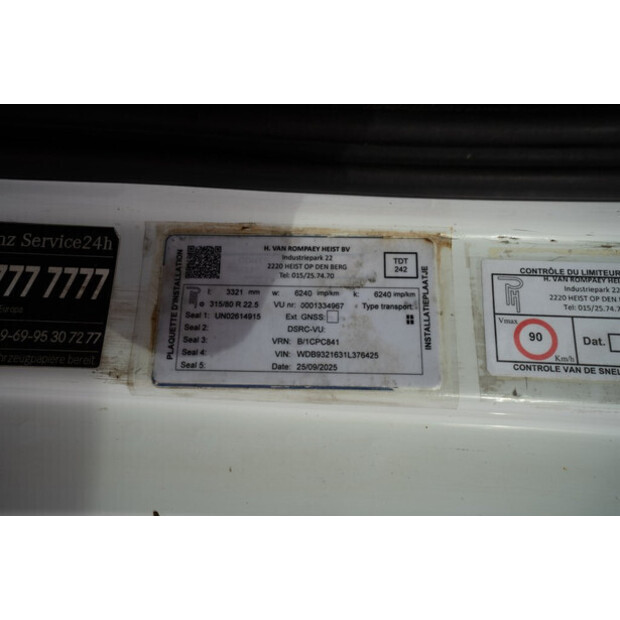 nz Service24h
777 7777
Europa
9-69-95 30 72 77
hrzeugpapiere bereit
PLAQUETTE D'INSTALLATION
H. VAN ROMPAEY HEIST BV
Industriepark 22
2220 HEIST OP DEN BERG
Tel: 015/25.74.70
TDT
242
l: 3321 mm w: 6240 imp/km k: 6240 imp/km
315/80 R 22.5 VU nr: 0001334967 Type transport:
Seal 1: UN02614915 Ext. GNSS:
Seal 2: DSRC-VU:
Seal 3: VRN: B/1CPC841
Seal 4: VIN: WDB9321631L376425
Seal 5: Date: 25/09/2025
INSTALLATIEPLAATJE
CONTRÔLE DU LIMITEUR
H. VAN ROMPAEY HEIST
Industriepark 22
2220 HEIST OP DEN
Tel: 015/25.74.
Vmax
90
Km/h
Dat.
CONTROLE VAN DE SNEL